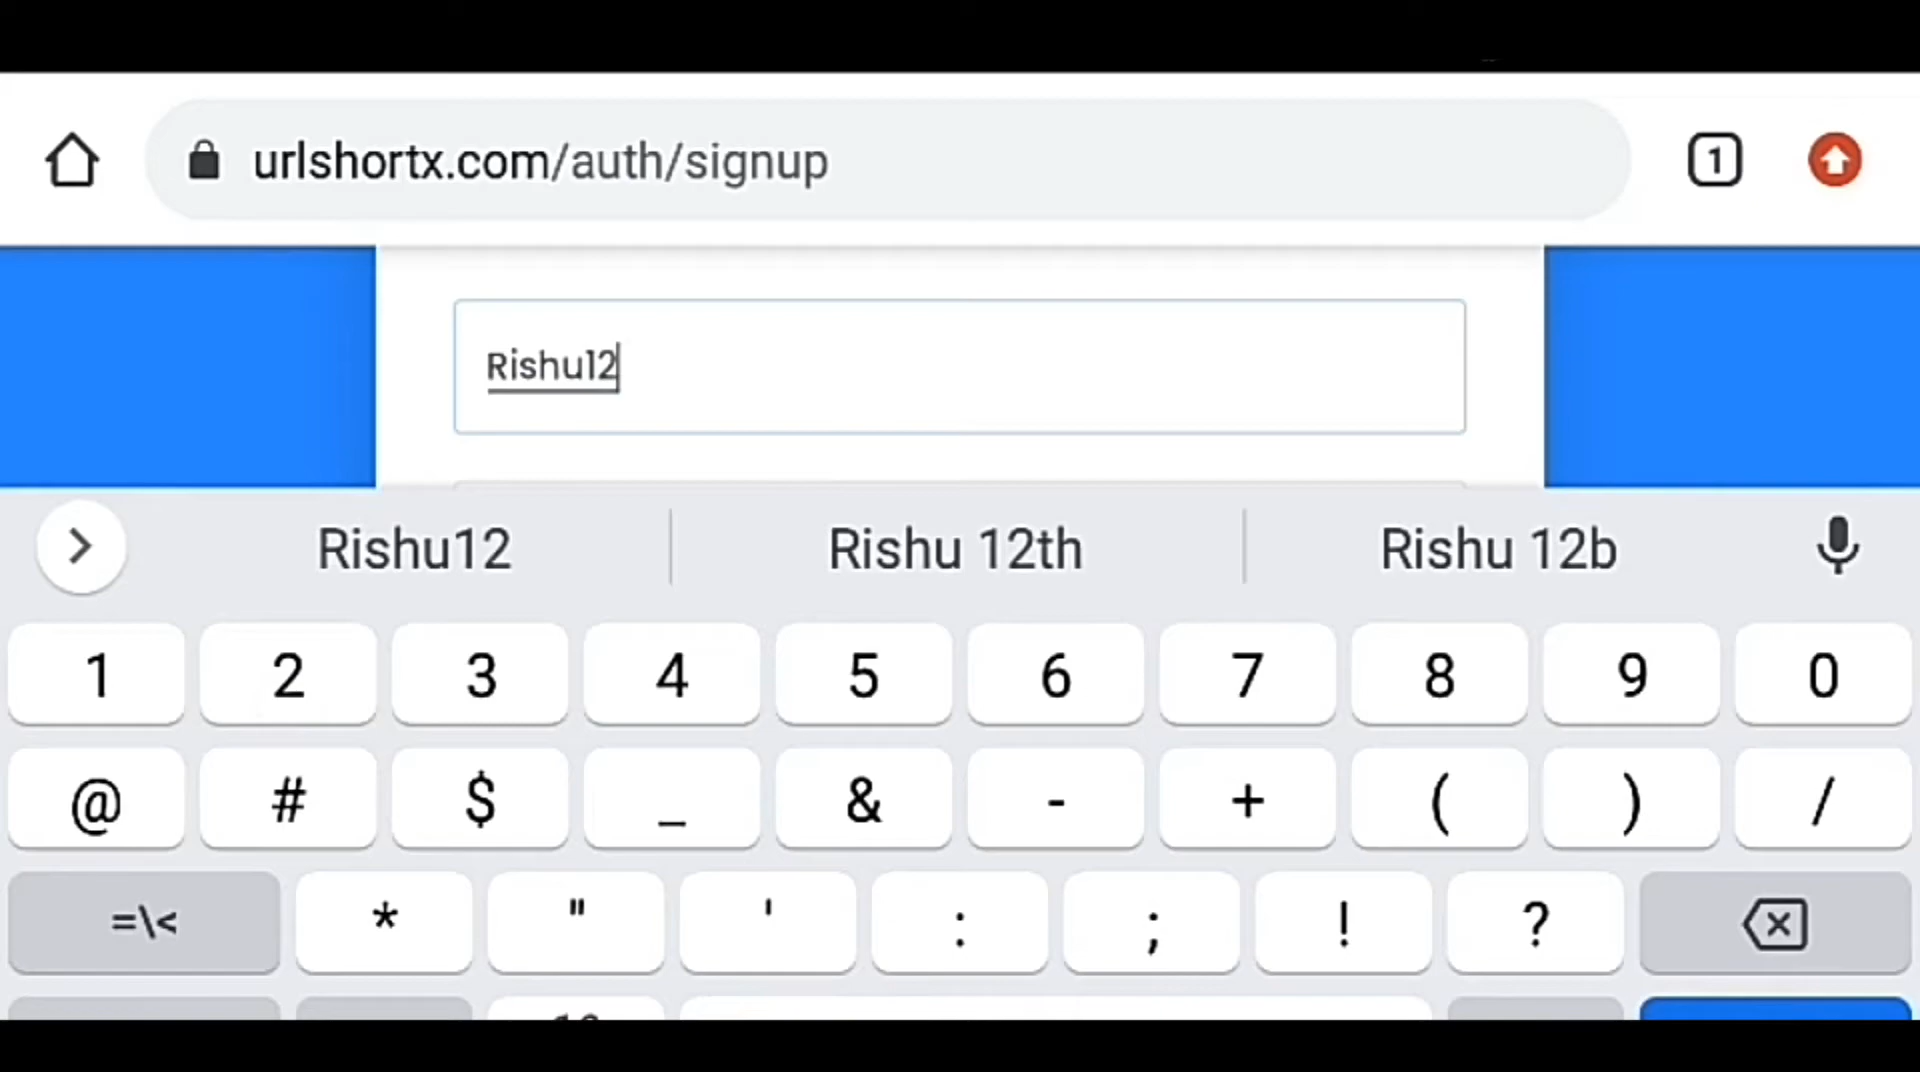 1
urlshortx.com/auth/signup
Rishu12
Rishu12 Rishu 12th Rishu 12b
1 2 3 4 5 6 7 8 9 0
@ # $ _ & - + ( ) /
=\< * " ' : ; ! ?